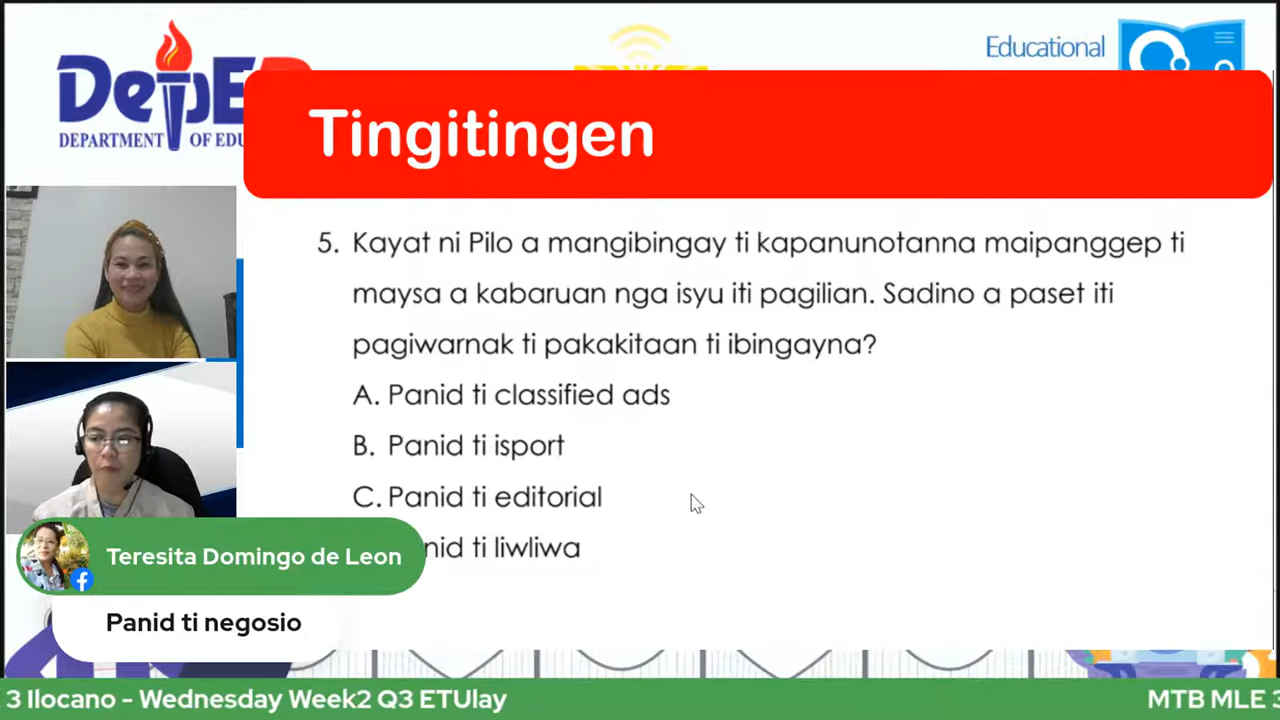 DepED
DEPARTMENT OF EDU
Educational
Tingitingen
5. Kayat ni Pilo a mangibingay ti kapanunotanna maipanggep ti
maysa a kabaruan nga isyu iti pagilian. Sadino a paset iti
pagiwarnak ti pakakitaan ti ibingayna?
A. Panid ti classified ads
B. Panid ti isport
C. Panid ti editorial
nid ti liwliwa
Teresita Domingo de Leon
Panid ti negosio
3 Ilocano - Wednesday Week2 Q3 ETUlay
MTB MLE 3